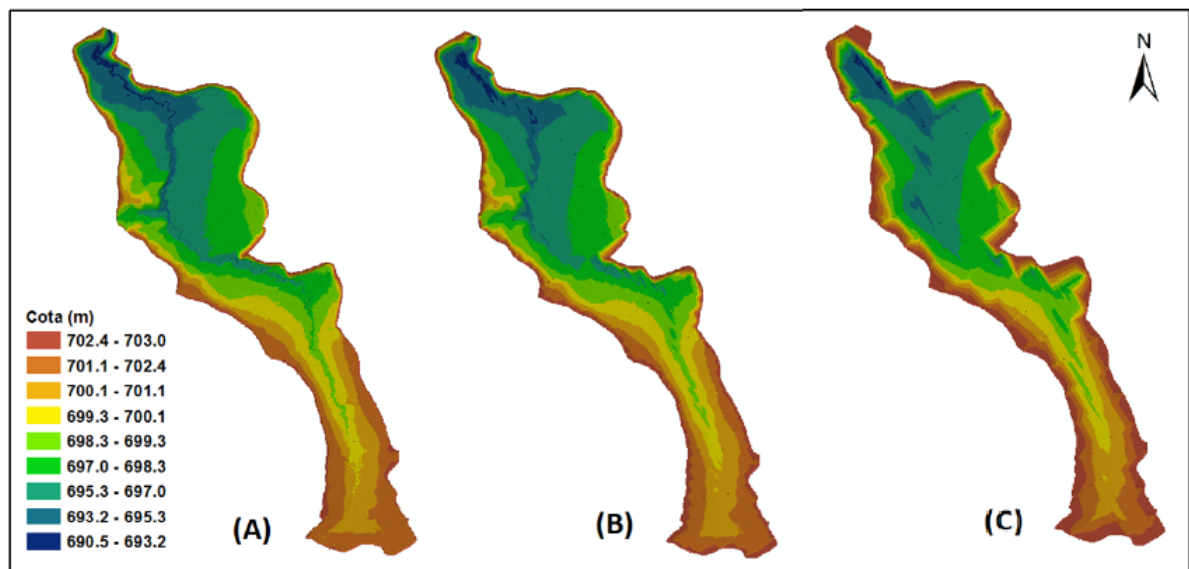 N
Cota (m)
702.4 - 703.0
701.1 - 702.4
700.1 - 701.1
699.3 - 700.1
698.3 - 699.3
697.0 - 698.3
695.3 - 697.0
693.2 - 695.3
690.5 - 693.2
(A)
(B)
(C)